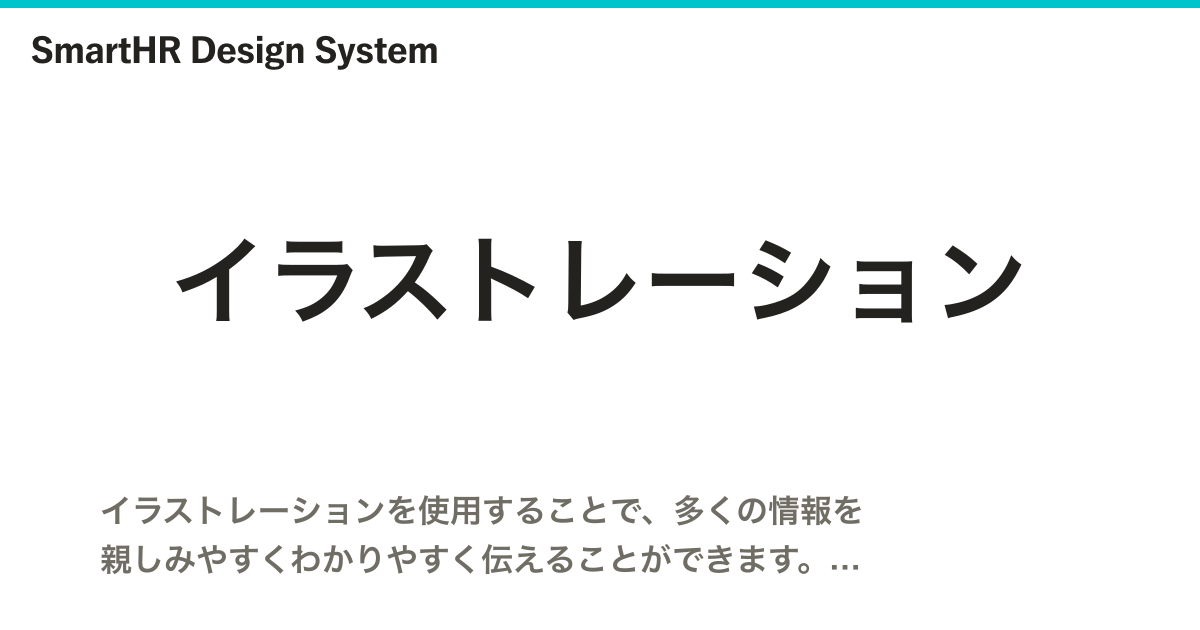 SmartHR Design System
イラストレーション
イラストレーションを使用することで、多くの情報を
親しみやすくわかりやすく伝えることができます。…